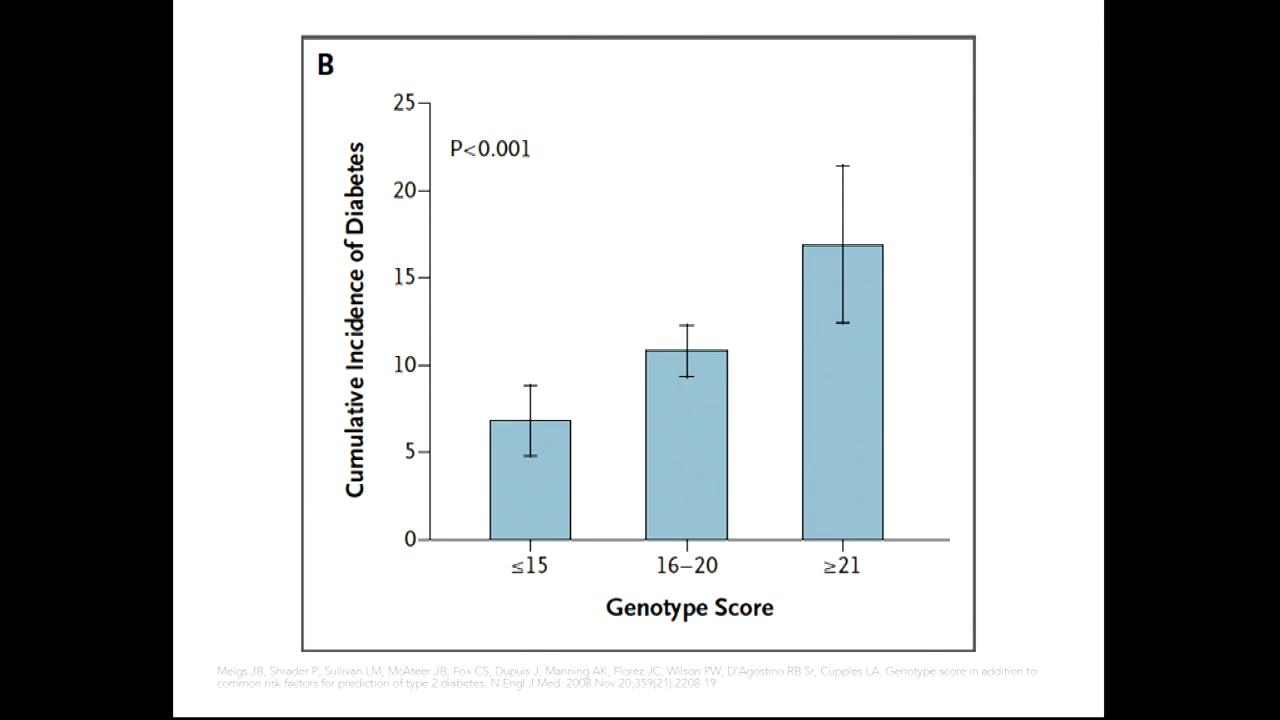 B
25
P<0.001
20
15
10
5
0
Cumulative Incidence of Diabetes
≤15 16–20 ≥21
Genotype Score
Meigs JB, Shrader P, Sullivan LM, McAteer JB, Fox CS, Dupuis J, Manning AK, Florez JC, Wilson PW, D'Agostino RB Sr, Cupples LA. Genotype score in addition to
common risk factors for prediction of type 2 diabetes. N Engl J Med. 2008 Nov 20;359(21):2208-19